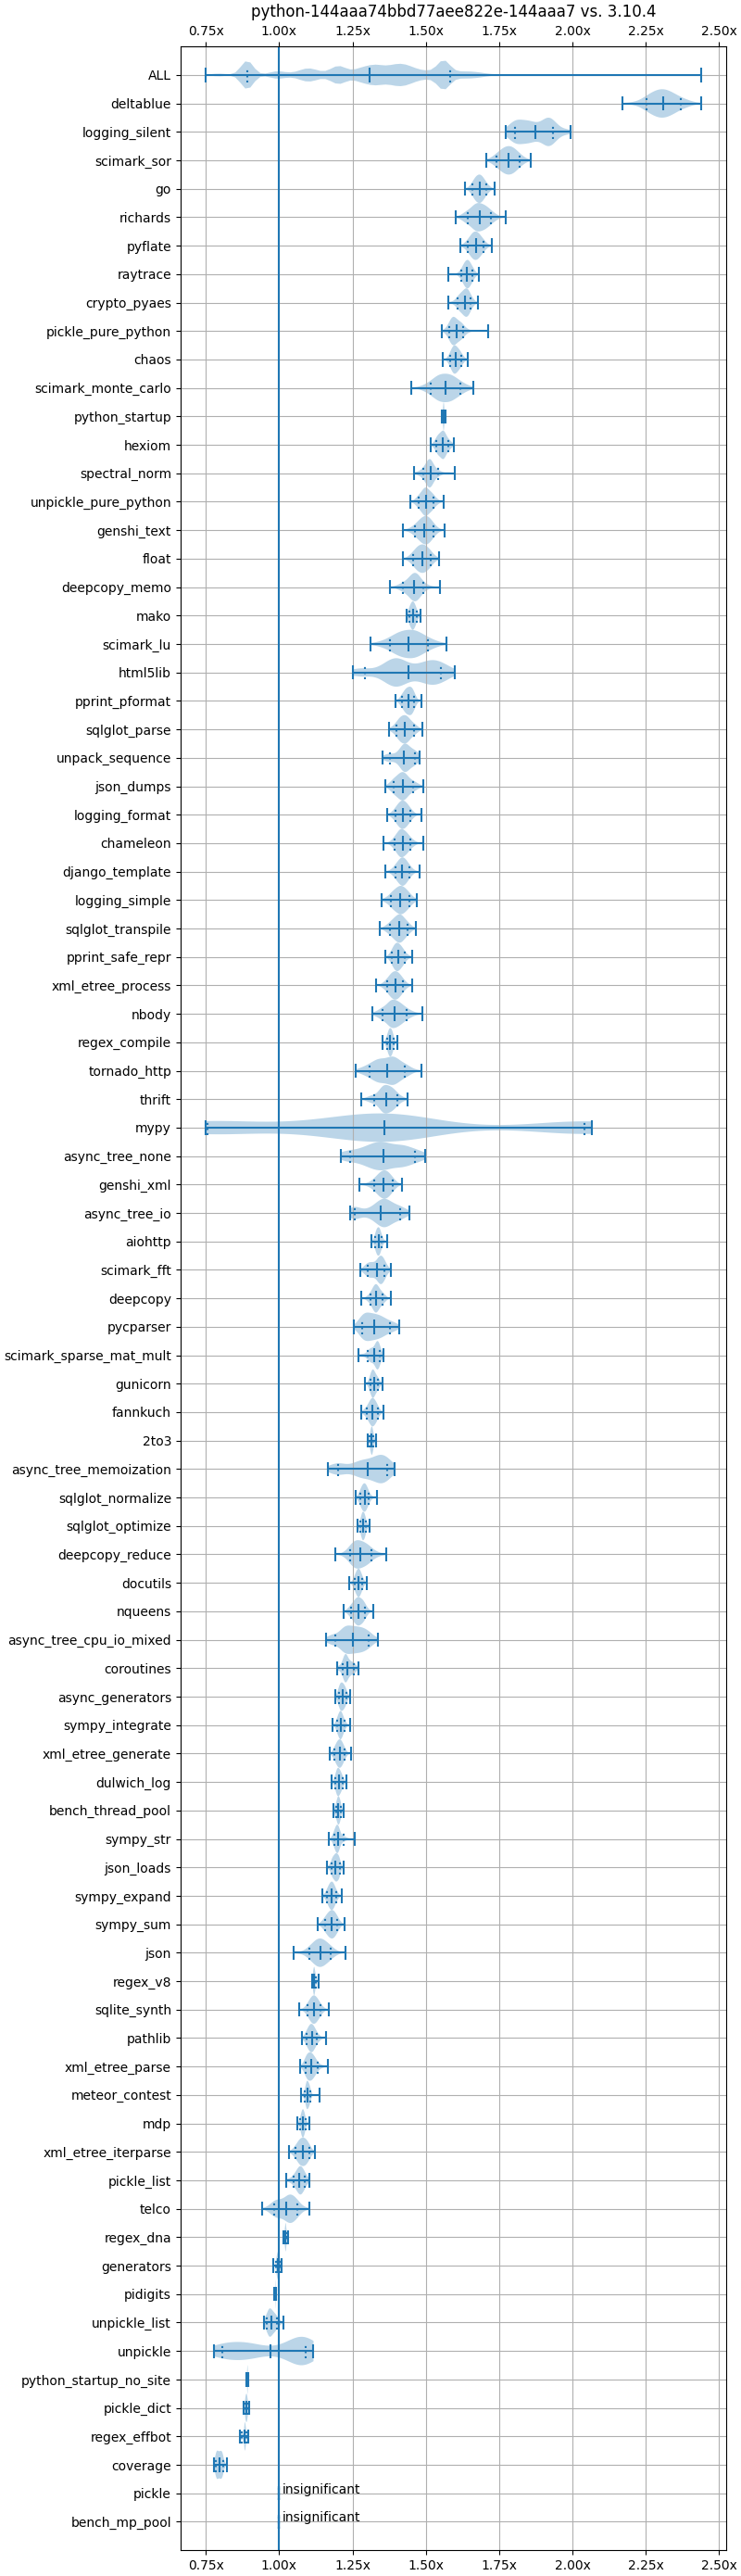 python-144aaa74bbd77aee822e-144aaa7 vs. 3.10.4
0.75x 1.00x 1.25x 1.50x 1.75x 2.00x 2.25x 2.50x
ALL
deltablue
logging_silent
scimark_sor
go
richards
pyflate
raytrace
crypto_pyaes
pickle_pure_python
chaos
scimark_monte_carlo
python_startup
hexiom
spectral_norm
unpickle_pure_python
genshi_text
float
deepcopy_memo
mako
scimark_lu
html5lib
pprint_pformat
sqlglot_parse
unpack_sequence
json_dumps
logging_format
chameleon
django_template
logging_simple
sqlglot_transpile
pprint_safe_repr
xml_etree_process
nbody
regex_compile
tornado_http
thrift
mypy
async_tree_none
genshi_xml
async_tree_io
aiohttp
scimark_fft
deepcopy
pycparser
scimark_sparse_mat_mult
gunicorn
fannkuch
2to3
async_tree_memoization
sqlglot_normalize
sqlglot_optimize
deepcopy_reduce
docutils
nqueens
async_tree_cpu_io_mixed
coroutines
async_generators
sympy_integrate
xml_etree_generate
dulwich_log
bench_thread_pool
sympy_str
json_loads
sympy_expand
sympy_sum
json
regex_v8
sqlite_synth
pathlib
xml_etree_parse
meteor_contest
mdp
xml_etree_iterparse
pickle_list
telco
regex_dna
generators
pidigits
unpickle_list
unpickle
python_startup_no_site
pickle_dict
regex_effbot
coverage
pickle insignificant
bench_mp_pool insignificant
0.75x 1.00x 1.25x 1.50x 1.75x 2.00x 2.25x 2.50x